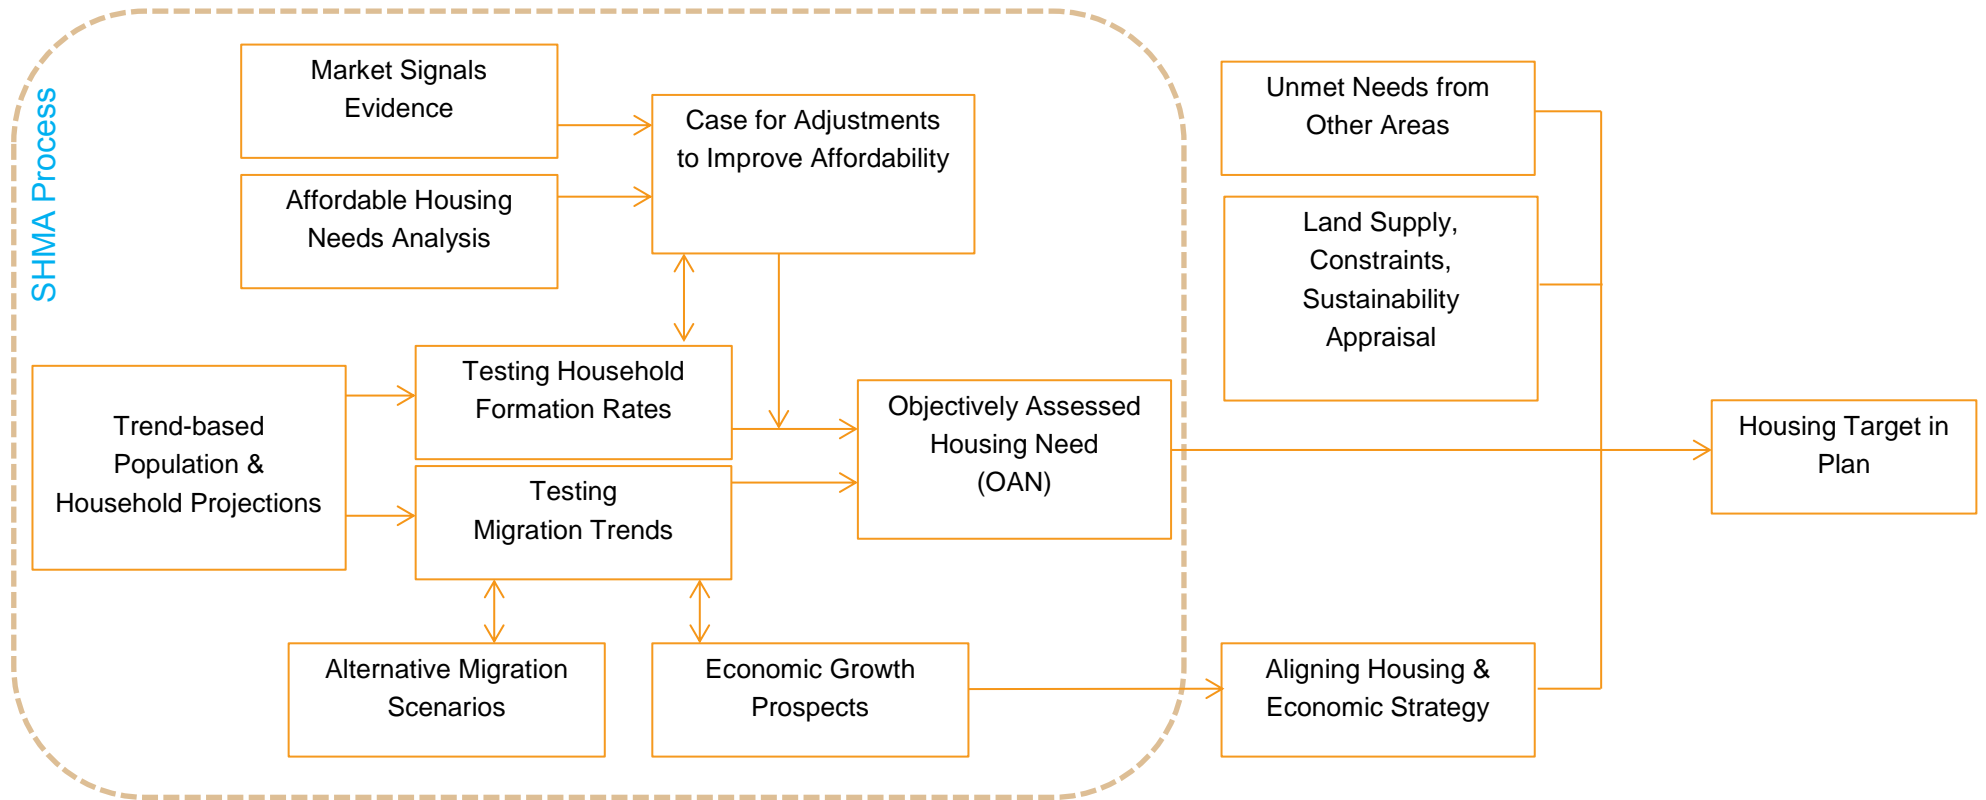 SHMA Process
Market Signals
Evidence
Affordable Housing
Needs Analysis
Case for Adjustments
to Improve Affordability
Trend-based
Population &
Household Projections
Testing Household
Formation Rates
Testing
Migration Trends
Alternative Migration
Scenarios
Economic Growth
Prospects
Objectively Assessed
Housing Need
(OAN)
Unmet Needs from
Other Areas
Land Supply,
Constraints,
Sustainability
Appraisal
Aligning Housing &
Economic Strategy
Housing Target in
Plan